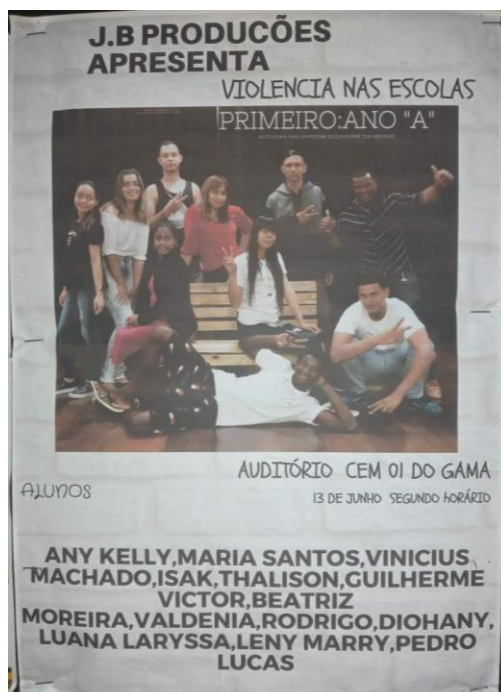 J.B PRODUCÕES
APRESENTA
VIOLENCIA NAS ESCOLAS
PRIMEIRO:ANO "A"
AUDITÓRIO CEM 01 DO GAMA
ALUNOS
13 DE JUNHO SEGUNDO HORÁRIO
ANY KELLY,MARIA SANTOS,VINICIUS
MACHADO,ISAK,THALISON,GUILHERME
VICTOR,BEATRIZ
MOREIRA,VALDENIA,RODRIGO,DIOHANY,
LUANA LARYSSA,LENY MARRY,PEDRO
LUCAS